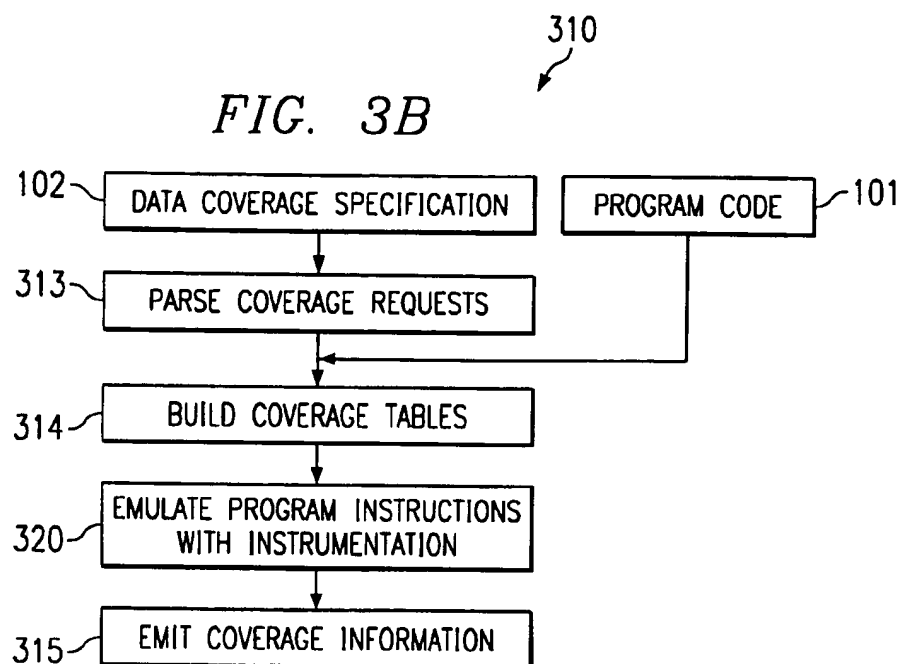 310
FIG. 3B
102
DATA COVERAGE SPECIFICATION
PROGRAM CODE
101
313
PARSE COVERAGE REQUESTS
314
BUILD COVERAGE TABLES
320
EMULATE PROGRAM INSTRUCTIONS
WITH INSTRUMENTATION
315
EMIT COVERAGE INFORMATION